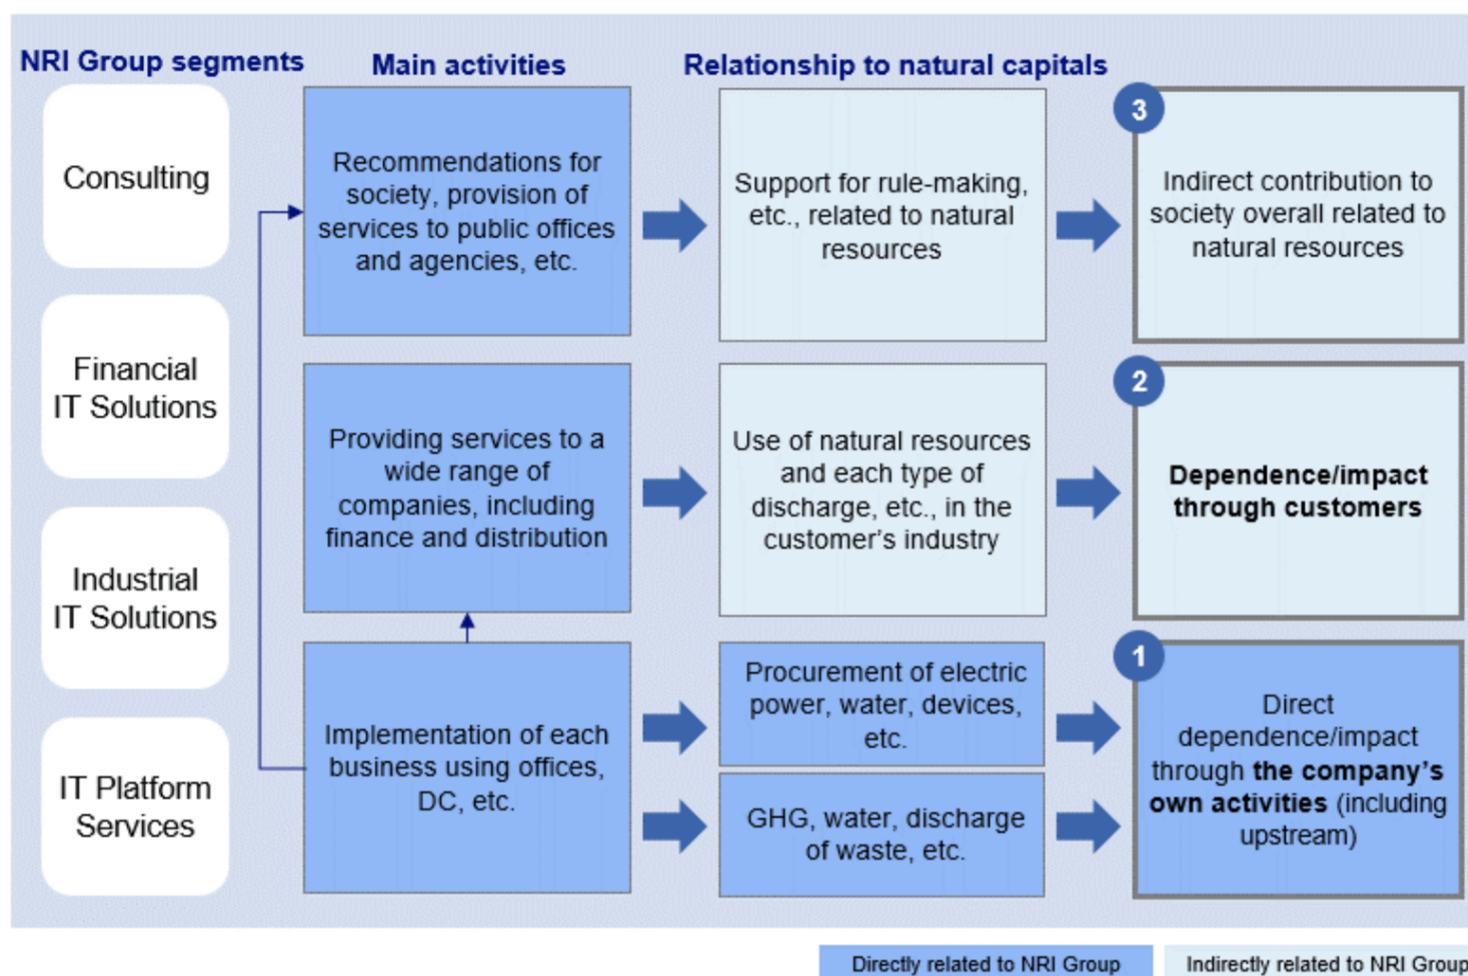 NRI Group segments
Main activities
Relationship to natural capitals
Consulting
Financial
IT Solutions
Industrial
IT Solutions
IT Platform
Services
Recommendations for
society, provision of
services to public offices
and agencies, etc.
Support for rule-making,
etc., related to natural
resources
3
Indirect contribution to
society overall related to
natural resources
Providing services to a
wide range of
companies, including
finance and distribution
Use of natural resources
and each type of
discharge, etc., in the
customer's industry
2
Dependence/impact
through customers
Implementation of each
business using offices,
DC, etc.
Procurement of electric
power, water, devices,
etc.
GHG, water, discharge
of waste, etc.
1
Direct
dependence/impact
through the company's
own activities (including
upstream)
Directly related to NRI Group
Indirectly related to NRI Group